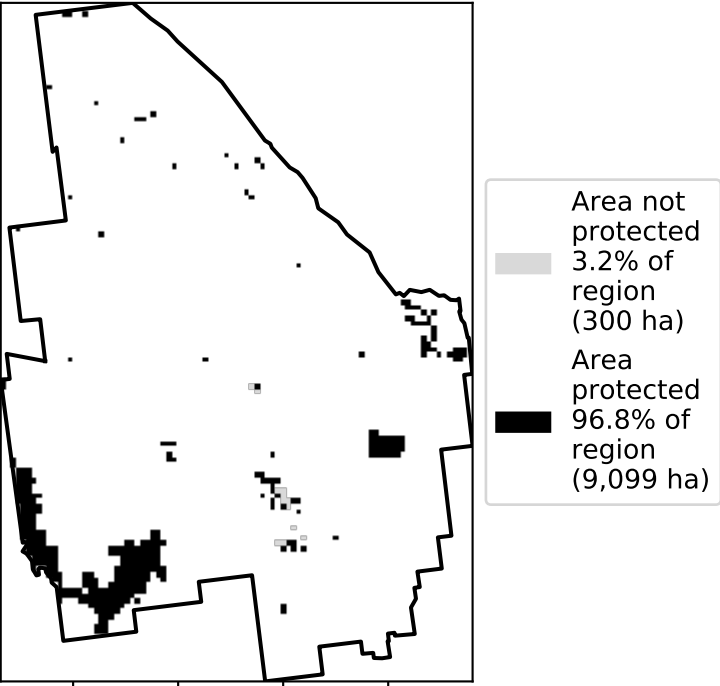 Area not
protected
3.2% of
region
(300 ha)
Area
protected
96.8% of
region
(9,099 ha)